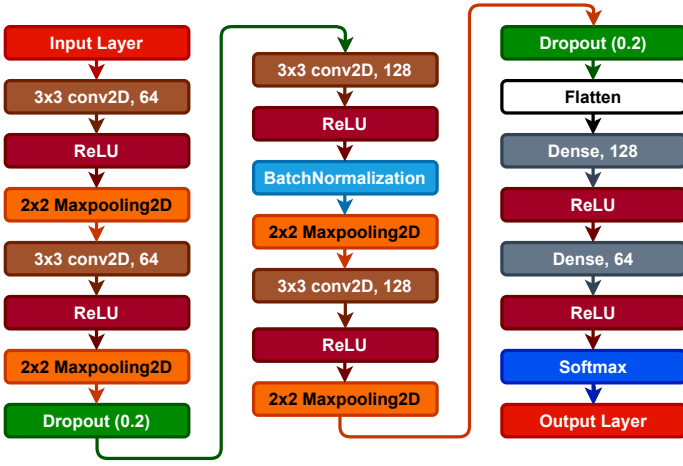 Input Layer
3x3 conv2D, 64
ReLU
2x2 Maxpooling2D
3x3 conv2D, 64
ReLU
2x2 Maxpooling2D
Dropout (0.2)
3x3 conv2D, 128
ReLU
BatchNormalization
2x2 Maxpooling2D
3x3 conv2D, 128
ReLU
2x2 Maxpooling2D
Dropout (0.2)
Flatten
Dense, 128
ReLU
Dense, 64
ReLU
Softmax
Output Layer